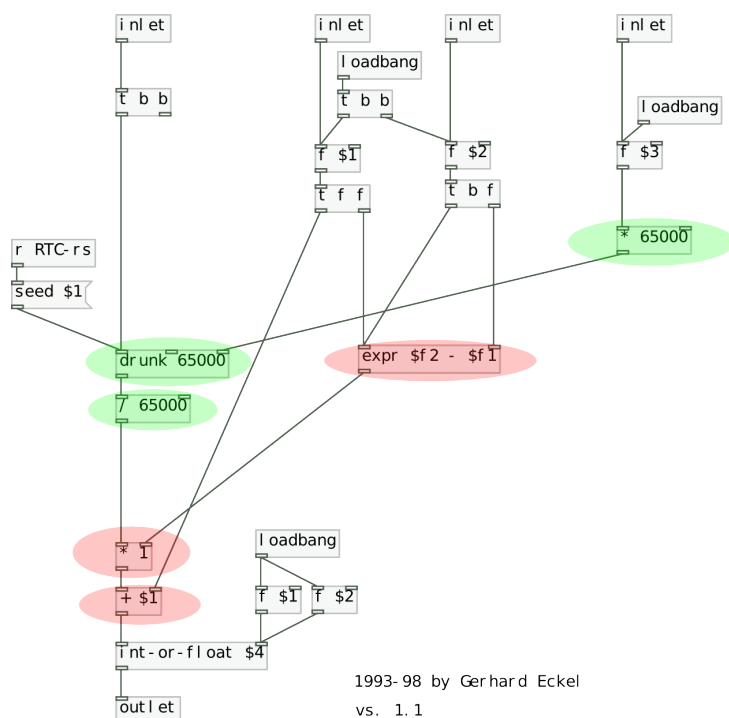 inlet
inlet
inlet
inlet
loadbang
t b b
t b b
loadbang
f $1
f $2
f $3
t f f
t b f
* 65000
r RTC-rs
seed $1
drunk 65000
expr $f2 - $f1
/ 65000
* 1
loadbang
+ $1
f $1
f $2
int-or-float $4
1993-98 by Gerhard Eckel
outlet
vs. 1.1